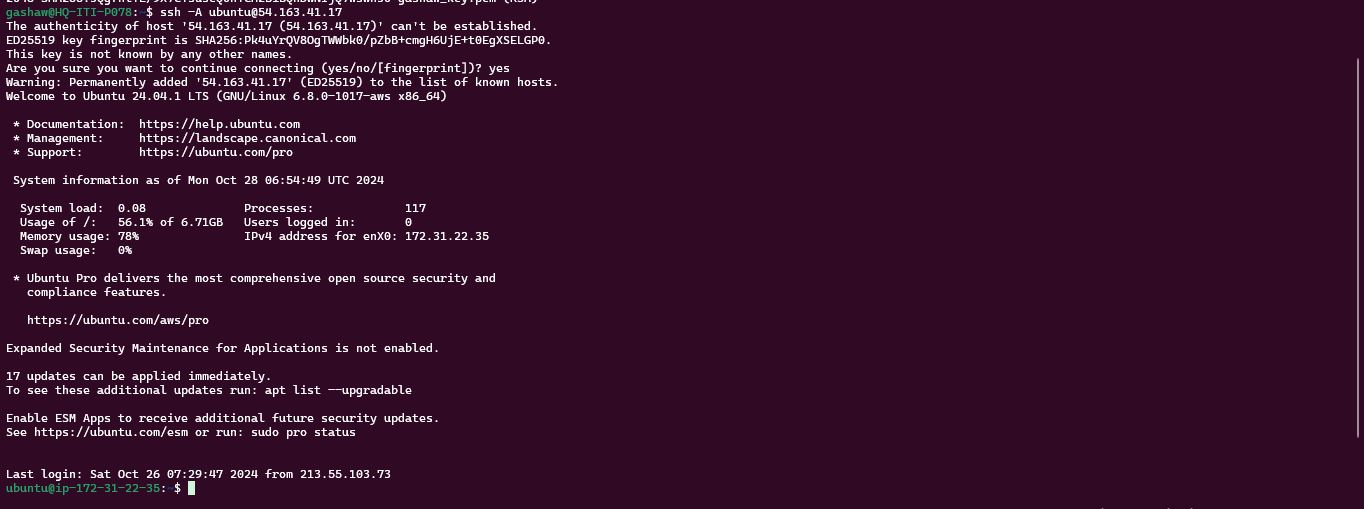 gashaw@HQ-ITI-P078:~$ ssh -A ubuntu@54.163.41.17
The authenticity of host '54.163.41.17 (54.163.41.17)' can't be established.
ED25519 key fingerprint is SHA256:Pk4uYrQV8OgTWWbk0/pZbB+cmgH6UjE+t0EgXSELGP0.
This key is not known by any other names.
Are you sure you want to continue connecting (yes/no/[fingerprint])? yes
Warning: Permanently added '54.163.41.17' (ED25519) to the list of known hosts.
Welcome to Ubuntu 24.04.1 LTS (GNU/Linux 6.8.0-1017-aws x86_64)
* Documentation: https://help.ubuntu.com
* Management: https://landscape.canonical.com
* Support: https://ubuntu.com/pro
System information as of Mon Oct 28 06:54:49 UTC 2024
System load: 0.08 Processes: 117
Usage of /: 56.1% of 6.71GB Users logged in: 0
Memory usage: 78% IPv4 address for enX0: 172.31.22.35
Swap usage: 0%
* Ubuntu Pro delivers the most comprehensive open source security and
compliance features.
https://ubuntu.com/aws/pro
Expanded Security Maintenance for Applications is not enabled.
17 updates can be applied immediately.
To see these additional updates run: apt list --upgradable
Enable ESM Apps to receive additional future security updates.
See https://ubuntu.com/esm or run: sudo pro status
Last login: Sat Oct 26 07:29:47 2024 from 213.55.103.73
ubuntu@ip-172-31-22-35:~$